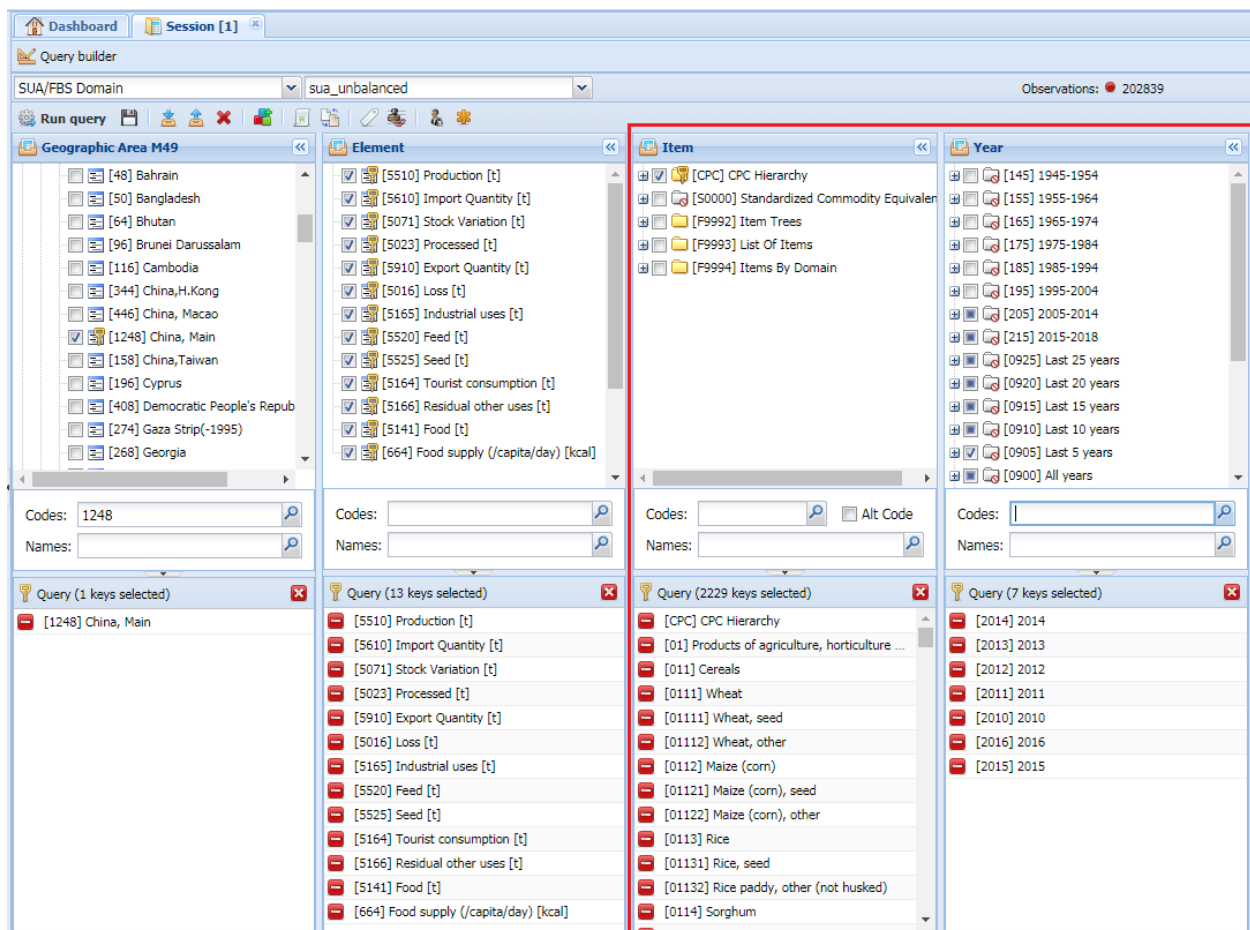 Dashboard
Session [1]
Query builder
SUA/FBS Domain
sua_unbalanced
Observations: 202839
Run query
Geographic Area M49
[48] Bahrain
[50] Bangladesh
[64] Bhutan
[96] Brunei Darussalam
[116] Cambodia
[344] China,H.Kong
[446] China, Macao
[1248] China, Main
[158] China,Taiwan
[196] Cyprus
[408] Democratic People's Repub
[274] Gaza Strip(-1995)
[268] Georgia
Codes: 1248
Names:
Query (1 keys selected)
[1248] China, Main
Element
[5510] Production [t]
[5610] Import Quantity [t]
[5071] Stock Variation [t]
[5023] Processed [t]
[5910] Export Quantity [t]
[5016] Loss [t]
[5165] Industrial uses [t]
[5520] Feed [t]
[5525] Seed [t]
[5164] Tourist consumption [t]
[5166] Residual other uses [t]
[5141] Food [t]
[664] Food supply (/capita/day) [kcal]
Codes:
Names:
Query (13 keys selected)
[5510] Production [t]
[5610] Import Quantity [t]
[5071] Stock Variation [t]
[5023] Processed [t]
[5910] Export Quantity [t]
[5016] Loss [t]
[5165] Industrial uses [t]
[5520] Feed [t]
[5525] Seed [t]
[5164] Tourist consumption [t]
[5166] Residual other uses [t]
[5141] Food [t]
[664] Food supply (/capita/day) [kcal]
Item
[CPC] CPC Hierarchy
[S0000] Standardized Commodity Equivalen
[F9992] Item Trees
[F9993] List Of Items
[F9994] Items By Domain
Codes: Alt Code
Names:
Query (2229 keys selected)
[CPC] CPC Hierarchy
[01] Products of agriculture, horticulture ...
[011] Cereals
[0111] Wheat
[01111] Wheat, seed
[01112] Wheat, other
[0112] Maize (corn)
[01121] Maize (corn), seed
[01122] Maize (corn), other
[0113] Rice
[01131] Rice, seed
[01132] Rice paddy, other (not husked)
[0114] Sorghum
Year
[145] 1945-1954
[155] 1955-1964
[165] 1965-1974
[175] 1975-1984
[185] 1985-1994
[195] 1995-2004
[205] 2005-2014
[215] 2015-2018
[0925] Last 25 years
[0920] Last 20 years
[0915] Last 15 years
[0910] Last 10 years
[0905] Last 5 years
[0900] All years
Codes:
Names:
Query (7 keys selected)
[2014] 2014
[2013] 2013
[2012] 2012
[2011] 2011
[2010] 2010
[2016] 2016
[2015] 2015